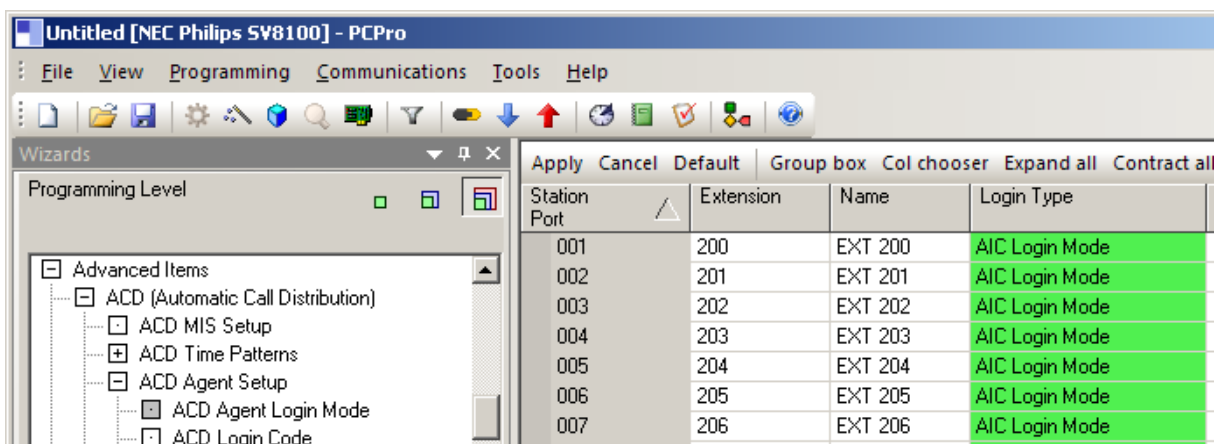 Untitled [NEC Philips SV8100] - PCPro
File View Programming Communications Tools Help
Wizards
Programming Level
Advanced Items
ACD (Automatic Call Distribution)
ACD MIS Setup
ACD Time Patterns
ACD Agent Setup
ACD Agent Login Mode
ACD Login Code
Apply Cancel Default Group box Col chooser Expand all Contract all
Station Port Extension Name Login Type
001 200 EXT 200 AIC Login Mode
002 201 EXT 201 AIC Login Mode
003 202 EXT 202 AIC Login Mode
004 203 EXT 203 AIC Login Mode
005 204 EXT 204 AIC Login Mode
006 205 EXT 205 AIC Login Mode
007 206 EXT 206 AIC Login Mode